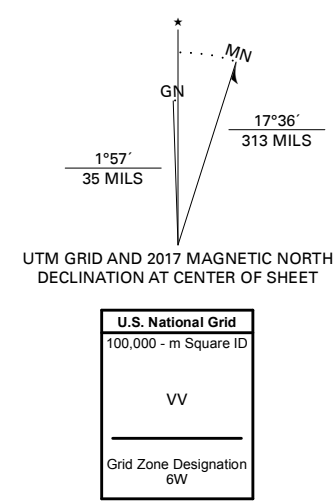 ★
MN
GN
17°36´
313 MILS
1°57´
35 MILS
UTM GRID AND 2017 MAGNETIC NORTH
DECLINATION AT CENTER OF SHEET
U.S. National Grid
100,000 - m Square ID
VV
Grid Zone Designation
6W